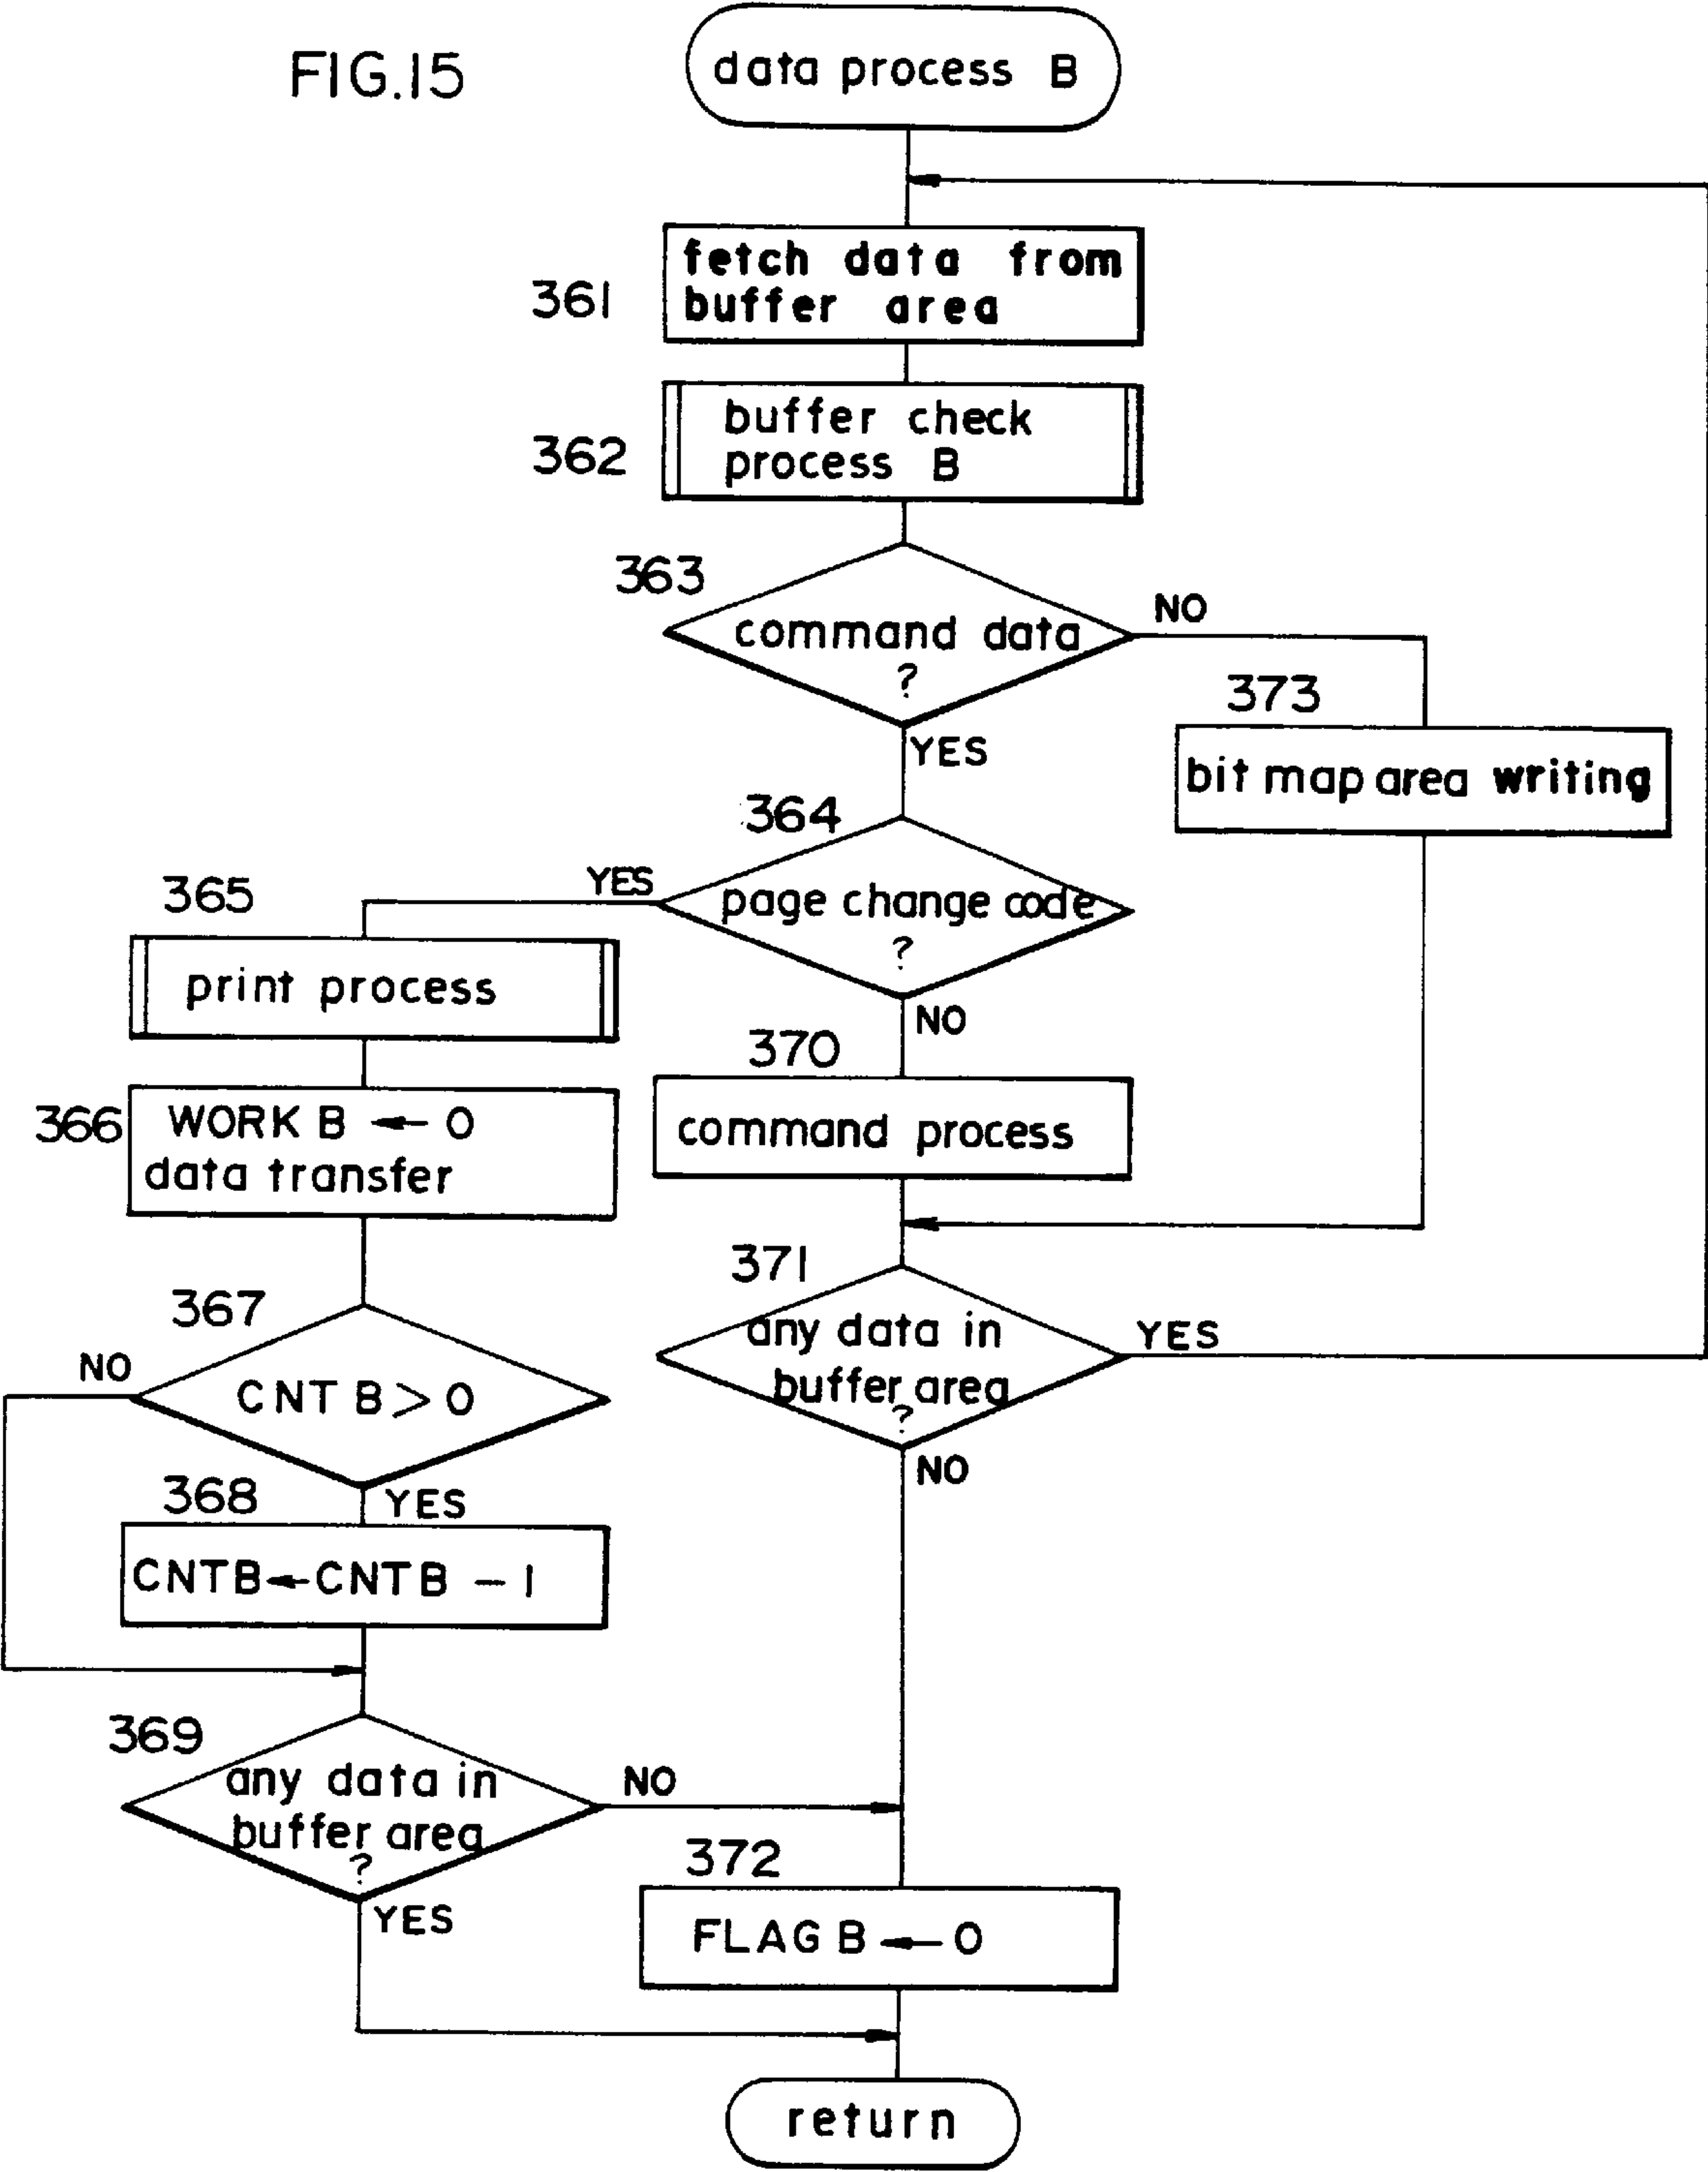 FIG.15
data process B
361
fetch data from
buffer area
362
buffer check
process B
363
command data
?
NO
YES
373
bit map area writing
364
page change code
?
YES
NO
365
print process
366
WORK B ← 0
data transfer
370
command process
371
any data in
buffer area
?
YES
NO
367
CNT B > 0
NO
YES
368
CNTB ← CNTB - 1
369
any data in
buffer area
?
NO
YES
372
FLAG B ← 0
return